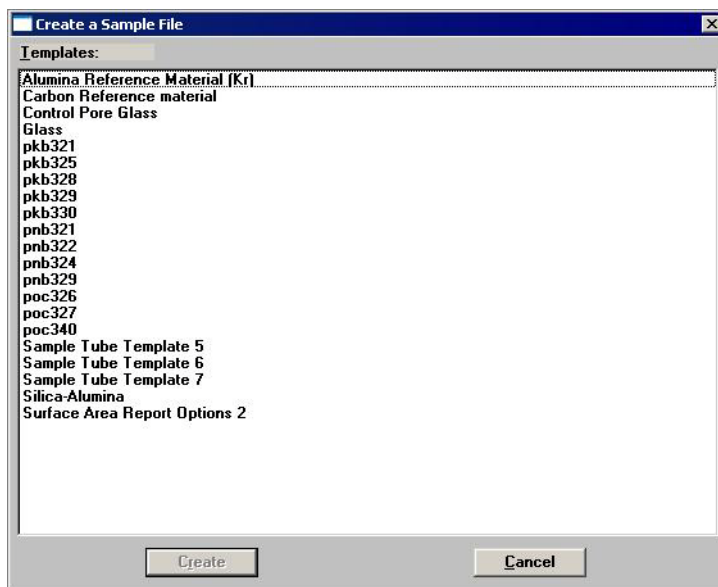 Create a Sample File
Templates:
Alumina Reference Material (Kr)
Carbon Reference material
Control Pore Glass
Glass
pkb321
pkb325
pkb328
pkb329
pkb330
pnb321
pnb322
pnb324
pnb329
poc326
poc327
poc340
Sample Tube Template 5
Sample Tube Template 6
Sample Tube Template 7
Silica-Alumina
Surface Area Report Options 2
Create Cancel